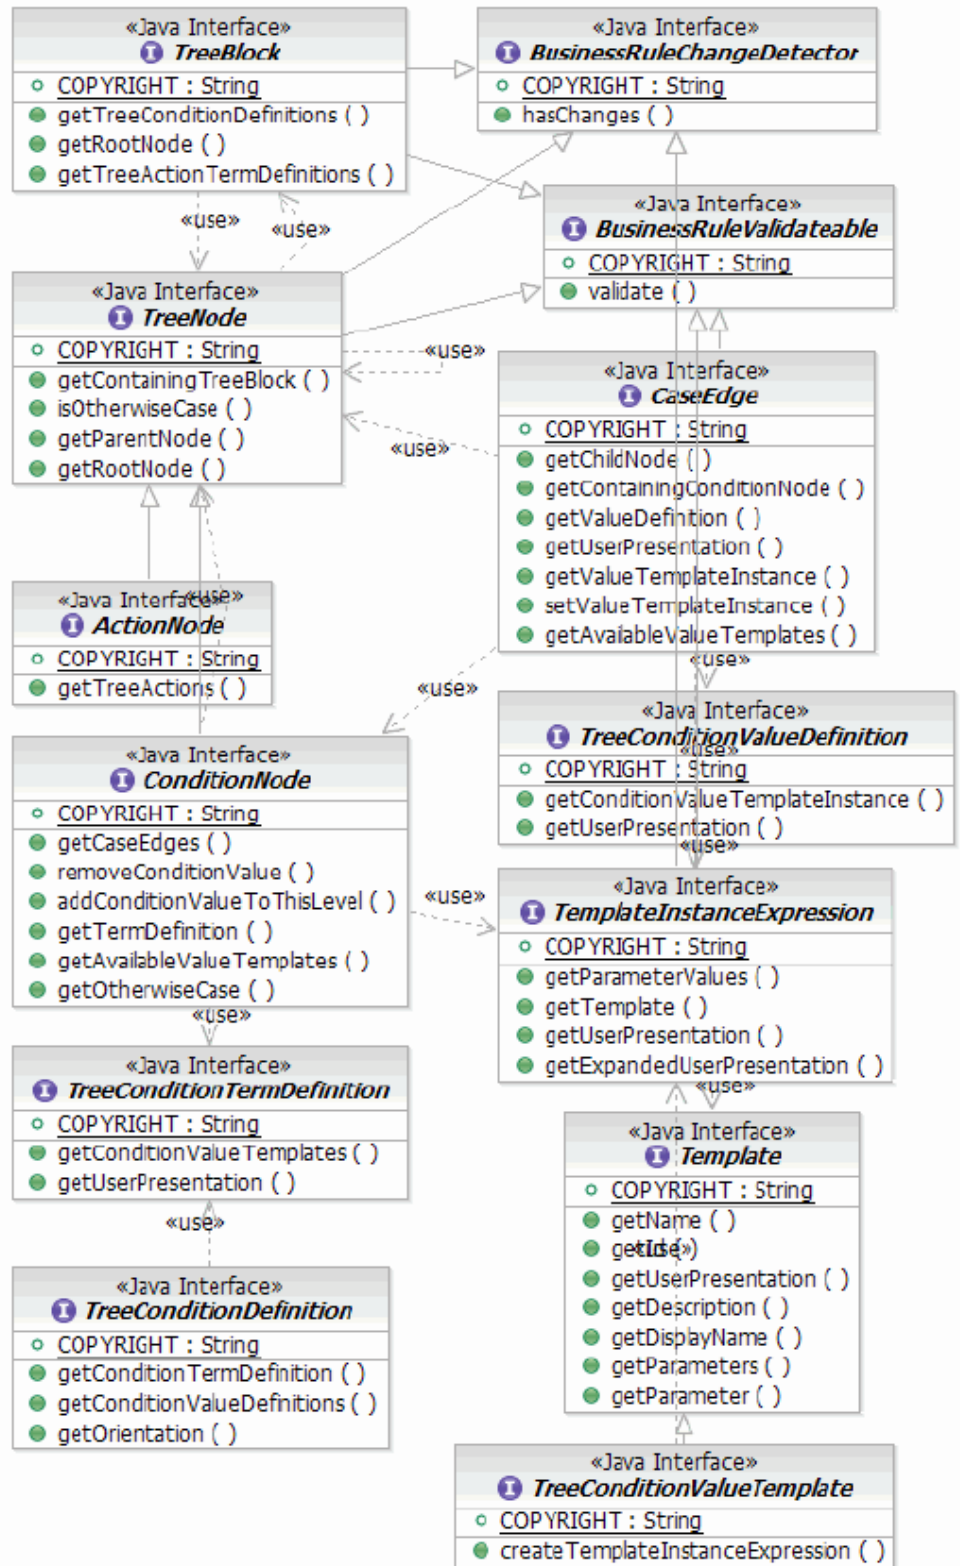 «Java Interface»
TreeBlock
COPYRIGHT : String
getTreeConditionDefinitions ( )
getRootNode ( )
getTreeActionTermDefinitions ( )
«Java Interface»
BusinessRuleChangeDetector
COPYRIGHT : String
hasChanges ( )
«use»
«use»
«Java Interface»
BusinessRuleValidateable
COPYRIGHT : String
validate ( )
«Java Interface»
TreeNode
COPYRIGHT : String
getContainingTreeBlock ( )
isOtherwiseCase ( )
getParentNode ( )
getRootNode ( )
«use»
«use»
«Java Interface»
CaseEdge
COPYRIGHT : String
getChildNode ( )
getContainingConditionNode ( )
getValueDefintion ( )
getUserPresentation ( )
getValueTemplateInstance ( )
setValueTemplateInstance ( )
getAvailableValueTemplates ( )
«use»
«Java Interface»
ActionNode
COPYRIGHT : String
getTreeActions ( )
«use»
«use»
«Java Interface»
TreeConditionValueDefinition
«use»
COPYRIGHT : String
getConditionValueTemplateInstance ( )
getUserPresentation ( )
«use»
«Java Interface»
ConditionNode
COPYRIGHT : String
getCaseEdges ( )
removeConditionValue ( )
addConditionValueToThisLevel ( )
getTermDefinition ( )
getAvailableValueTemplates ( )
getOtherwiseCase ( )
«use»
«use»
«Java Interface»
TemplateInstanceExpression
COPYRIGHT : String
getParameterValues ( )
getTemplate ( )
getUserPresentation ( )
getExpandedUserPresentation ( )
«use»
«Java Interface»
TreeConditionTermDefinition
COPYRIGHT : String
getConditionValueTemplates ( )
getUserPresentation ( )
«use»
«Java Interface»
Template
COPYRIGHT : String
getName ( )
getId ( )
«use»
getUserPresentation ( )
getDescription ( )
getDisplayName ( )
getParameters ( )
getParameter ( )
«Java Interface»
TreeConditionDefinition
COPYRIGHT : String
getConditionTermDefinition ( )
getConditionValueDefinitions ( )
getOrientation ( )
«Java Interface»
TreeConditionValueTemplate
COPYRIGHT : String
createTemplateInstanceExpression ( )